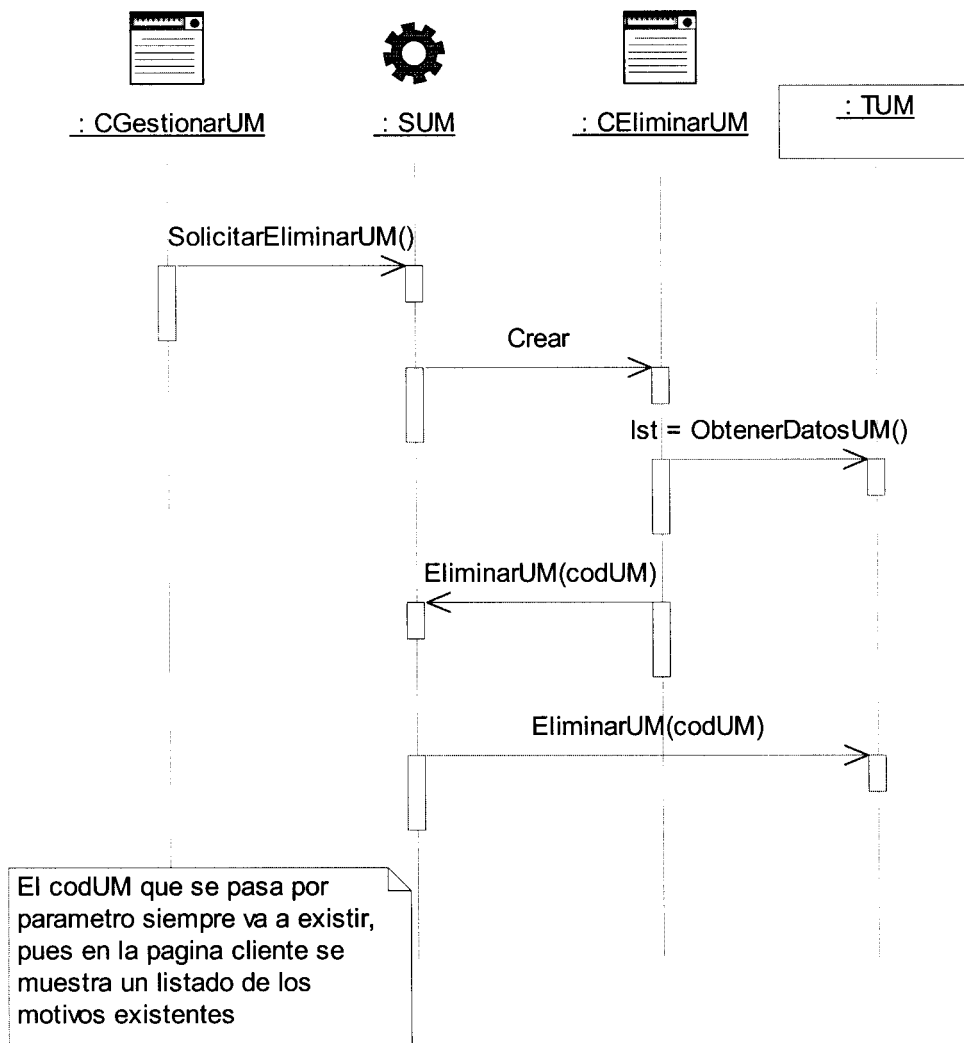 : CGestionarUM
: SUM
: CEliminarUM
: TUM
SolicitarEliminarUM()
Crear
lst = ObtenerDatosUM()
EliminarUM(codUM)
EliminarUM(codUM)
El codUM que se pasa por
parametro siempre va a existir,
pues en la pagina cliente se
muestra un listado de los
motivos existentes